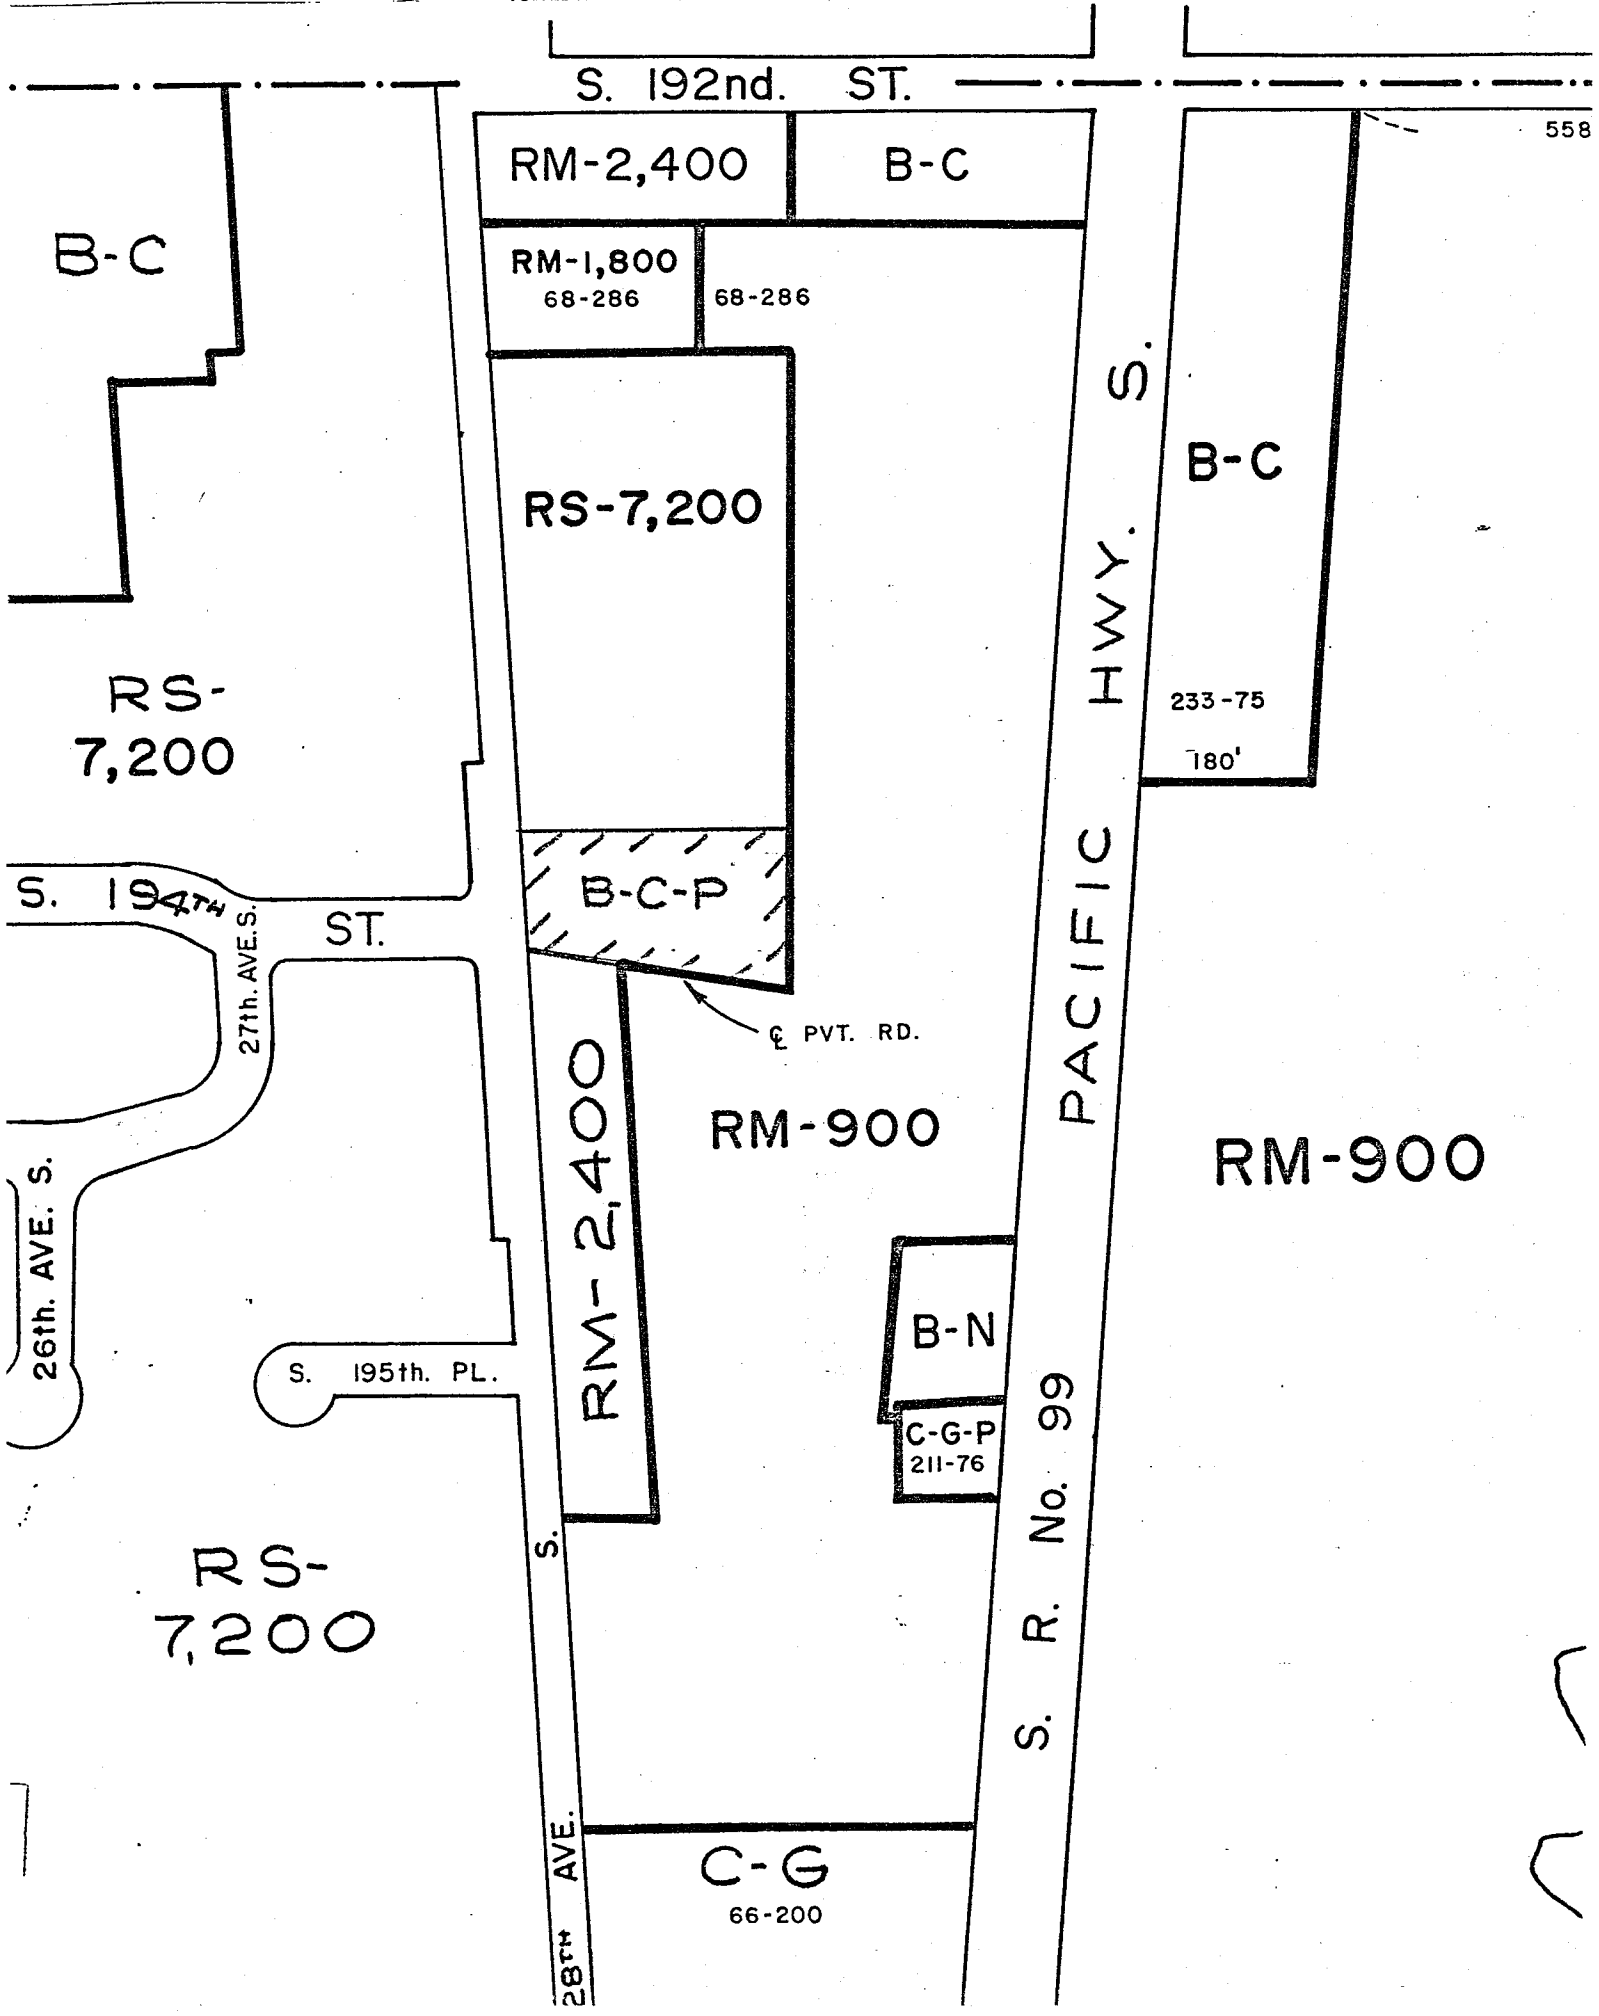 S. 192nd. ST.
558
RM-2,400
B-C
B-C
RM-1,800
68-286
68-286
RS-7,200
B-C
233-75
180'
RS-
7,200
B-C-P
S. 194TH
ST.
27th. AVE. S.
℄ PVT. RD.
PACIFIC HWY. S.
RM-2,400
RM-900
RM-900
26th. AVE. S.
B-N
S. 195th. PL.
C-G-P
211-76
S. R. No. 99
RS-
7,200
28TH AVE. S.
C-G
66-200